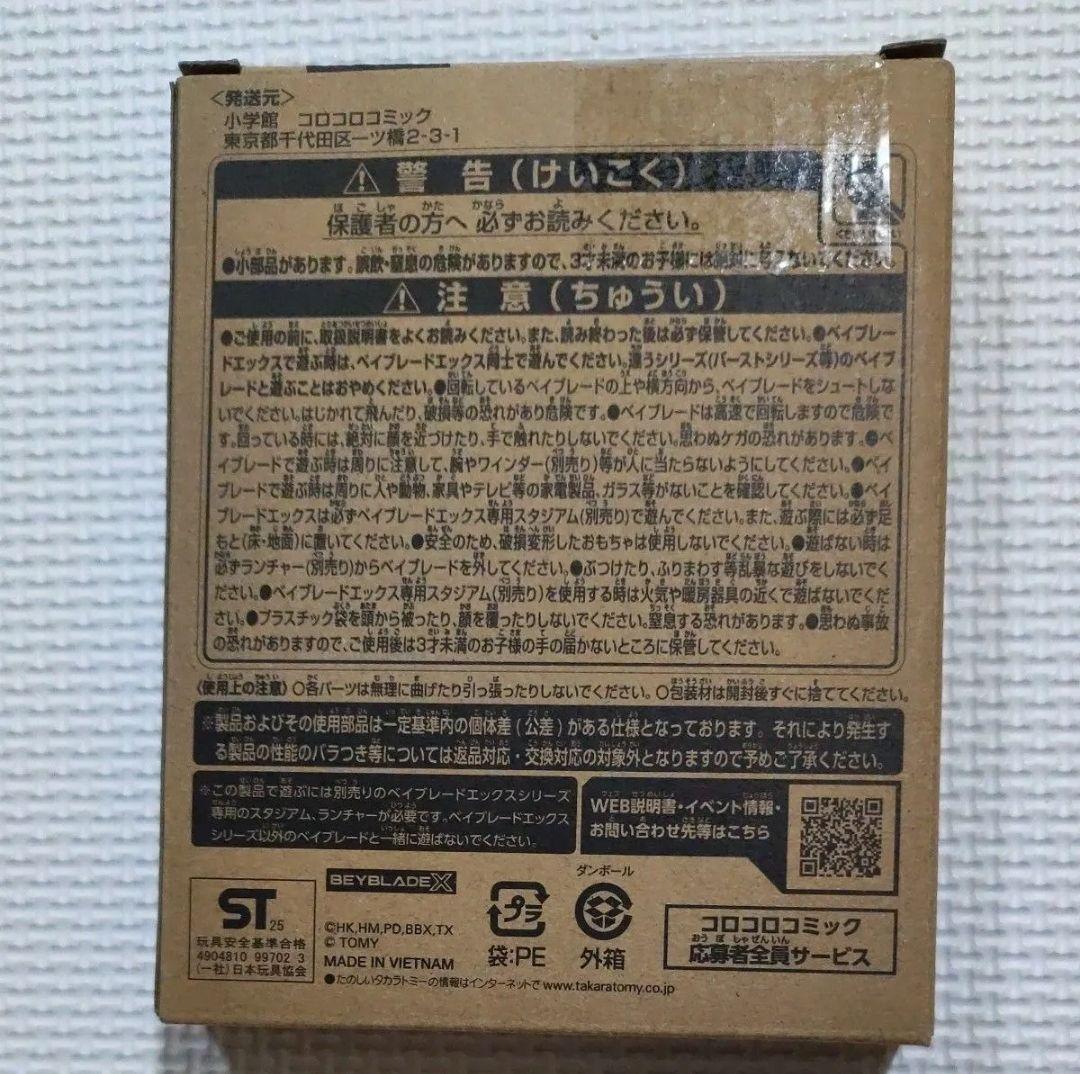 <発送元>
小学館 コロコロコミック
東京都千代田区一ツ橋2-3-1
警 告(けいこく)
保護者の方へ 必ずお読みください。
●小部品があります。誤飲・窒息の危険がありますので、3才未満のお子様には絶対に与えないでください。
注 意(ちゅうい)
●ご使用の前に、取扱説明書をよくお読みください。また、読み終わった後は必ず保管してください。●ベイブレー
ドエックスで遊ぶ時は、ベイブレードエックス同士で遊んでください。違うシリーズ(バーストシリーズ等)のベイブ
レードと遊ぶことはおやめください。●回転しているベイブレードの上や横方向から、ベイブレードをシュートしな
いでください。はじかれて飛んだり、破損等の恐れがあり危険です。●ベイブレードは高速で回転しますので危険で
す。回っている時には、絶対に顔を近づけたり、手で触れたりしないでください。思わぬケガの恐れがあります。●ベ
イブレードで遊ぶ時は周りに注意して、腕やワインダー(別売り)等が人に当たらないようにしてください。●ベイ
ブレードで遊ぶ時は周りに人や動物、家具やテレビ等の家電製品、ガラス等がないことを確認してください。●ベイ
ブレードエックスは必ずベイブレードエックス専用スタジアム(別売り)で遊んでください。また、遊ぶ際には必ず足
もと(床・地面)に置いてください。●安全のため、破損変形したおもちゃは使用しないでください。●遊ばない時は
必ずランチャー(別売り)からベイブレードを外してください。●ぶつけたり、ふりまわす等乱暴な遊びをしないでく
ださい。●ベイブレードエックス専用スタジアム(別売り)を使用する時は火気や暖房器具の近くで遊ばないでくだ
さい。●プラスチック袋を頭から被ったり、顔を覆ったりしないでください。窒息する恐れがあります。●思わぬ事故
の恐れがありますので、ご使用後は3才未満のお子様の手の届かないところに保管してください。
〈使用上の注意〉○各パーツは無理に曲げたり引っ張ったりしないでください。○包装材は開封後すぐに捨ててください。
※製品およびその使用部品は一定基準内の個体差(公差)がある仕様となっております。それにより発生す
る製品の性能のバラつき等については返品対応・交換対応の対象外となりますので予めご了承ください。
※この製品で遊ぶには別売りのベイブレードエックスシリーズ
専用のスタジアム、ランチャーが必要です。ベイブレードエックス
シリーズ以外のベイブレードと一緒に遊ばないでください。
WEB説明書・イベント情報・
お問い合わせ先等はこちら
ST 25
玩具安全基準合格
4904810 99702 3
(一社)日本玩具協会
BEYBLADE X
©HK,HM,PD,BBX,TX
© TOMY
MADE IN VIETNAM
●たのしいタカラトミーの情報はインターネットで www.takaratomy.co.jp
プラ
袋:PE
ダンボール
外箱
コロコロコミック
応募者全員サービス